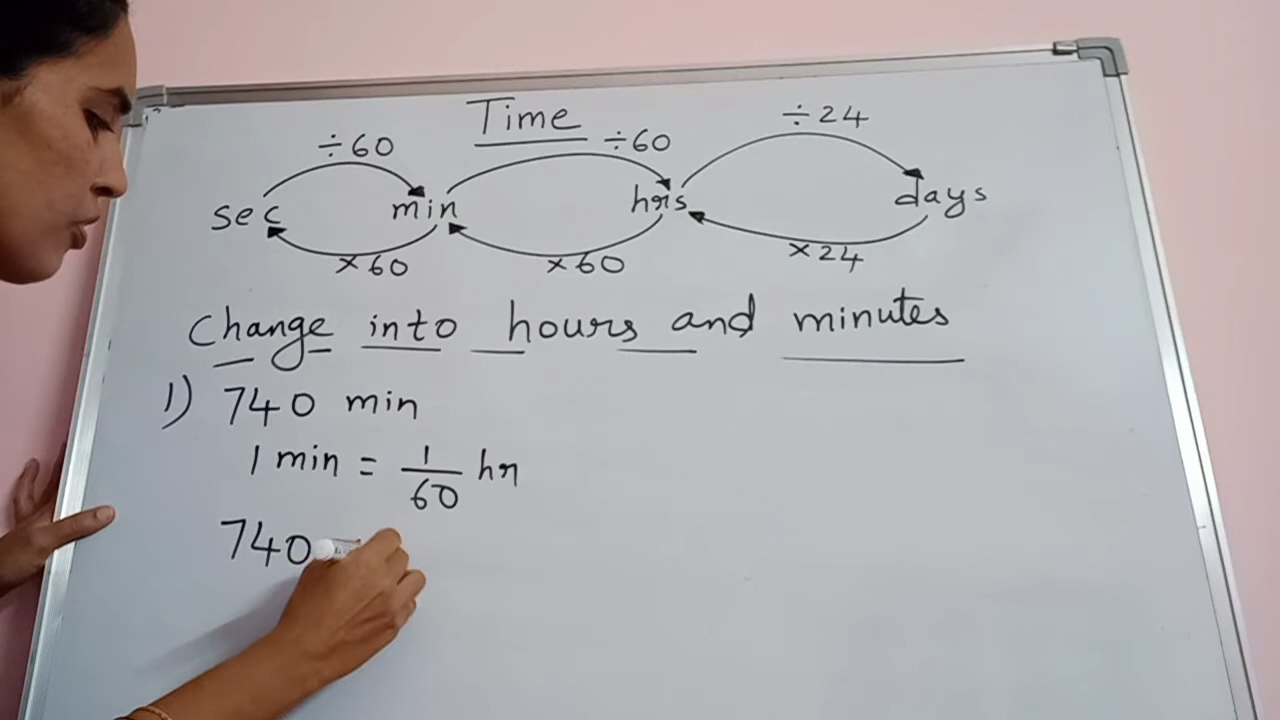 Time
÷60 ÷60 ÷24
sec min hrs days
×60 ×60 ×24
Change into hours and minutes
1) 740 min
1 min = 1/60 hr
740